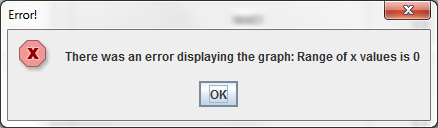 Error!
There was an error displaying the graph: Range of x values is 0
OK